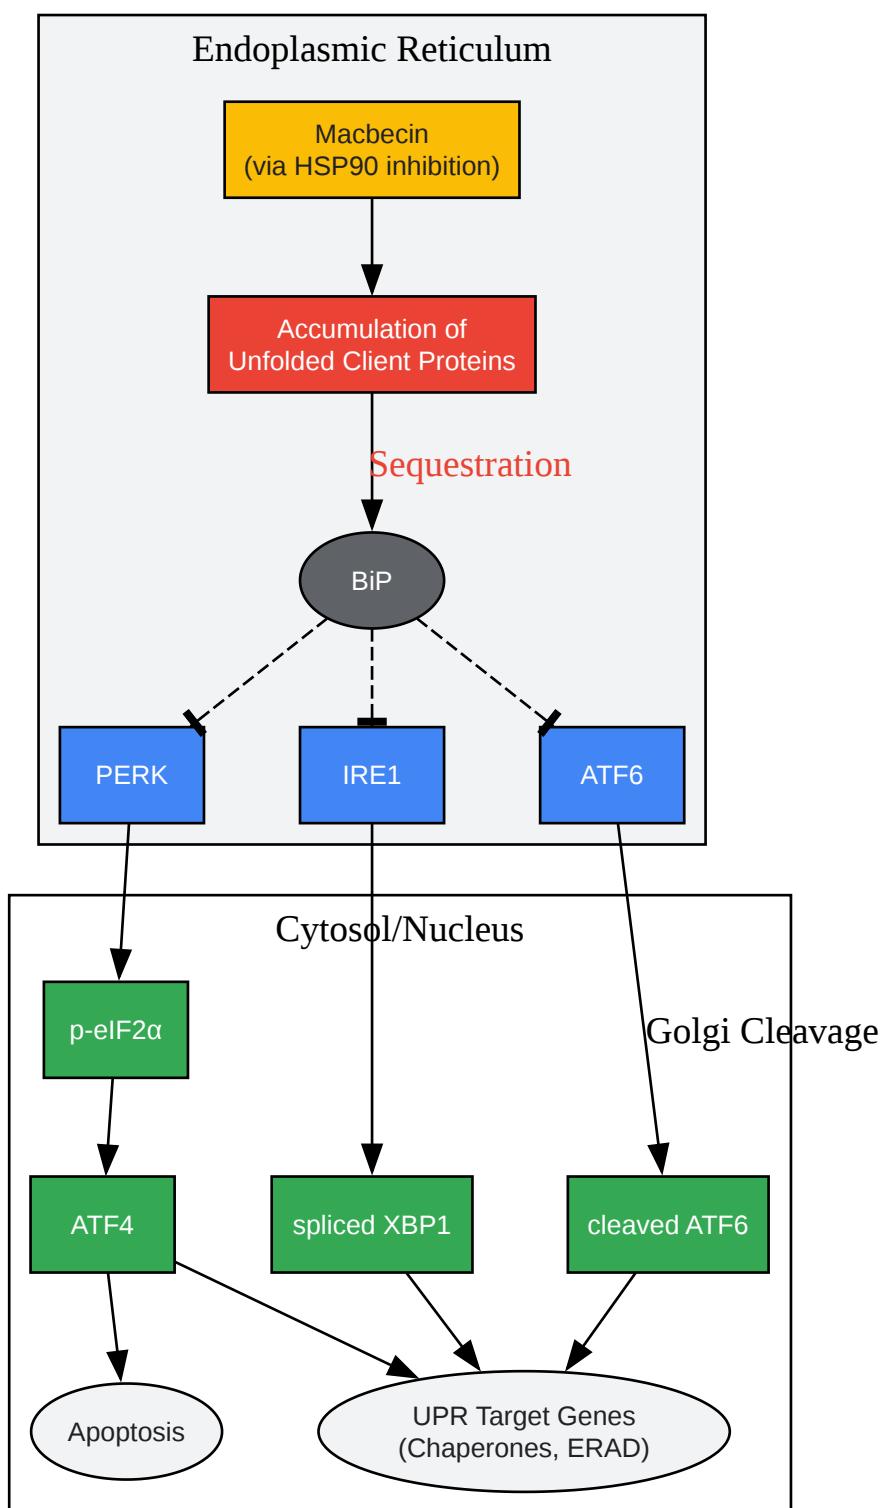 Endoplasmic Reticulum
Macbecin
(via HSP90 inhibition)
Accumulation of
Unfolded Client Proteins
Sequestration
BiP
PERK
IRE1
ATF6
Cytosol/Nucleus
p-eIF2α
Golgi Cleavage
ATF4
spliced XBP1
cleaved ATF6
Apoptosis
UPR Target Genes
(Chaperones, ERAD)